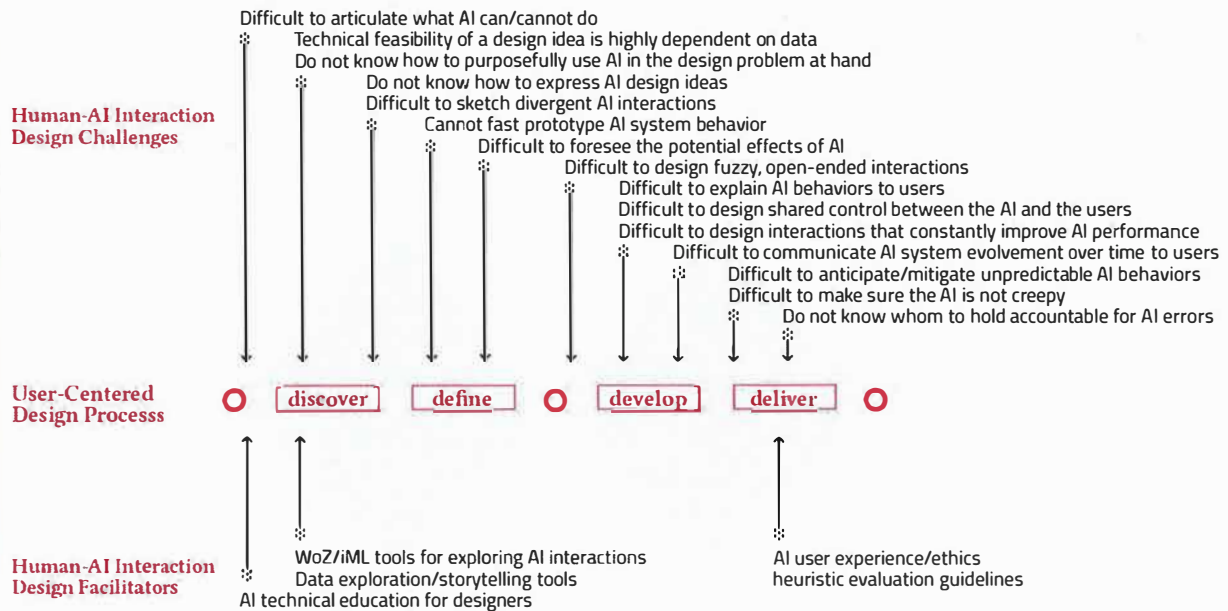 Difficult to articulate what AI can/cannot do
Technical feasibility of a design idea is highly dependent on data
Do not know how to purposefully use AI in the design problem at hand
Do not know how to express AI design ideas
Difficult to sketch divergent AI interactions
Cannot fast prototype AI system behavior
Difficult to foresee the potential effects of AI
Difficult to design fuzzy, open-ended interactions
Difficult to explain AI behaviors to users
Difficult to design shared control between the AI and the users
Difficult to design interactions that constantly improve AI performance
Difficult to communicate AI system evolvement over time to users
Difficult to anticipate/mitigate unpredictable AI behaviors
Difficult to make sure the AI is not creepy
Do not know whom to hold accountable for AI errors
Human-AI Interaction
Design Challenges
User-Centered
Design Processs
discover
define
develop
deliver
Human-AI Interaction
Design Facilitators
WoZ/iML tools for exploring AI interactions
Data exploration/storytelling tools
AI technical education for designers
AI user experience/ethics
heuristic evaluation guidelines